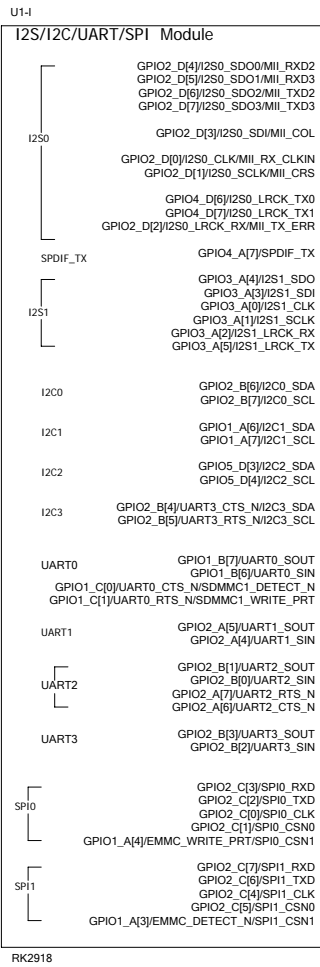 U1-I
I2S/I2C/UART/SPI Module
GPIO2_D[4]/I2S0_SDO0/MII_RXD2
GPIO2_D[5]/I2S0_SDO1/MII_RXD3
GPIO2_D[6]/I2S0_SDO2/MII_TXD2
GPIO2_D[7]/I2S0_SDO3/MII_TXD3
I2S0
GPIO2_D[3]/I2S0_SDI/MII_COL
GPIO2_D[0]/I2S0_CLK/MII_RX_CLKIN
GPIO2_D[1]/I2S0_SCLK/MII_CRS
GPIO4_D[6]/I2S0_LRCK_TX0
GPIO4_D[7]/I2S0_LRCK_TX1
GPIO2_D[2]/I2S0_LRCK_RX/MII_TX_ERR
SPDIF_TX
GPIO4_A[7]/SPDIF_TX
GPIO3_A[4]/I2S1_SDO
GPIO3_A[3]/I2S1_SDI
GPIO3_A[0]/I2S1_CLK
I2S1
GPIO3_A[1]/I2S1_SCLK
GPIO3_A[2]/I2S1_LRCK_RX
GPIO3_A[5]/I2S1_LRCK_TX
I2C0
GPIO2_B[6]/I2C0_SDA
GPIO2_B[7]/I2C0_SCL
I2C1
GPIO1_A[6]/I2C1_SDA
GPIO1_A[7]/I2C1_SCL
I2C2
GPIO5_D[3]/I2C2_SDA
GPIO5_D[4]/I2C2_SCL
I2C3
GPIO2_B[4]/UART3_CTS_N/I2C3_SDA
GPIO2_B[5]/UART3_RTS_N/I2C3_SCL
UART0
GPIO1_B[7]/UART0_SOUT
GPIO1_B[6]/UART0_SIN
GPIO1_C[0]/UART0_CTS_N/SDMMC1_DETECT_N
GPIO1_C[1]/UART0_RTS_N/SDMMC1_WRITE_PRT
UART1
GPIO2_A[5]/UART1_SOUT
GPIO2_A[4]/UART1_SIN
GPIO2_B[1]/UART2_SOUT
UART2
GPIO2_B[0]/UART2_SIN
GPIO2_A[7]/UART2_RTS_N
GPIO2_A[6]/UART2_CTS_N
UART3
GPIO2_B[3]/UART3_SOUT
GPIO2_B[2]/UART3_SIN
GPIO2_C[3]/SPI0_RXD
GPIO2_C[2]/SPI0_TXD
SPI0
GPIO2_C[0]/SPI0_CLK
GPIO2_C[1]/SPI0_CSN0
GPIO1_A[4]/EMMC_WRITE_PRT/SPI0_CSN1
GPIO2_C[7]/SPI1_RXD
GPIO2_C[6]/SPI1_TXD
SPI1
GPIO2_C[4]/SPI1_CLK
GPIO2_C[5]/SPI1_CSN0
GPIO1_A[3]/EMMC_DETECT_N/SPI1_CSN1
RK2918